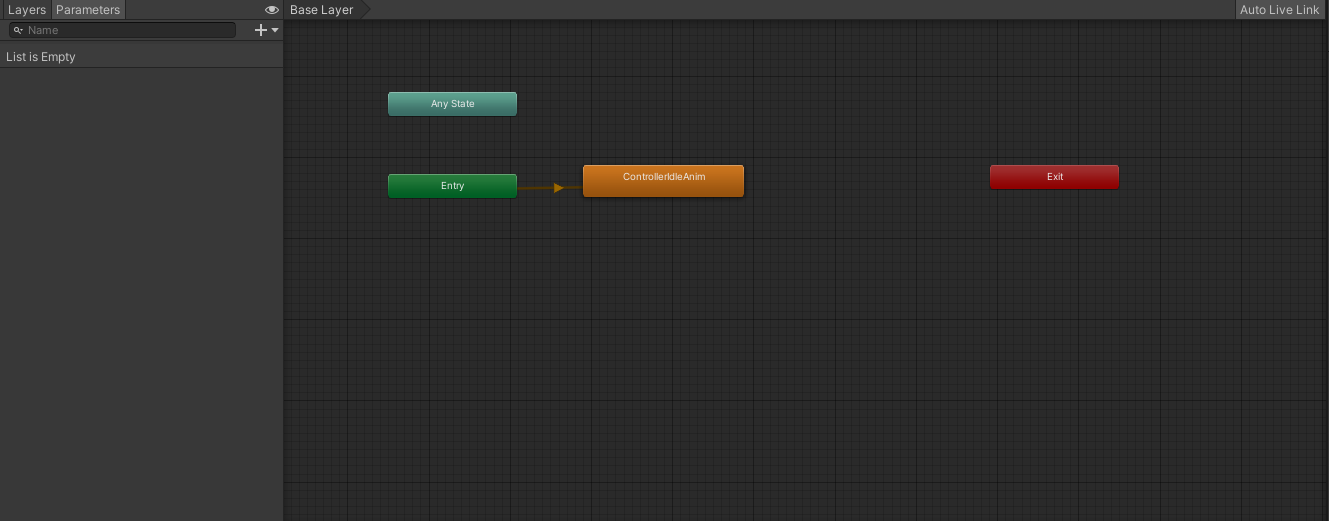 Layers Parameters
Base Layer
Auto Live Link
Name
List is Empty
Any State
Entry
ControllerIdleAnim
Exit